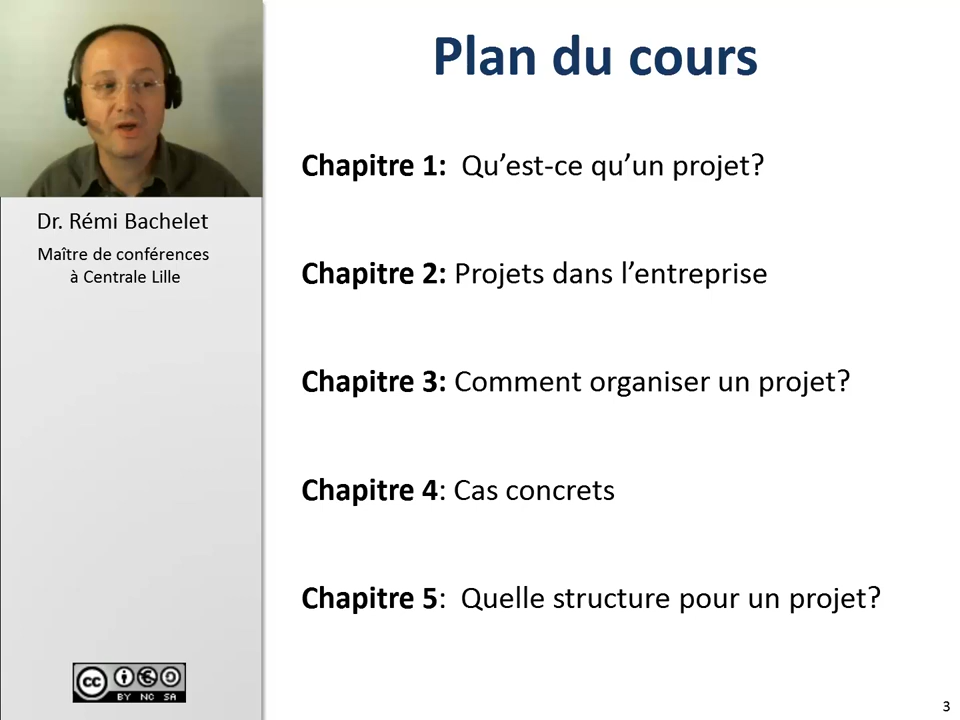 Plan du cours
Chapitre 1: Qu’est-ce qu’un projet?
Chapitre 2: Projets dans l’entreprise
Chapitre 3: Comment organiser un projet?
Chapitre 4: Cas concrets
Chapitre 5: Quelle structure pour un projet?
Dr. Rémi Bachelet
Maître de conférences
à Centrale Lille
cc
BY NC SA
3